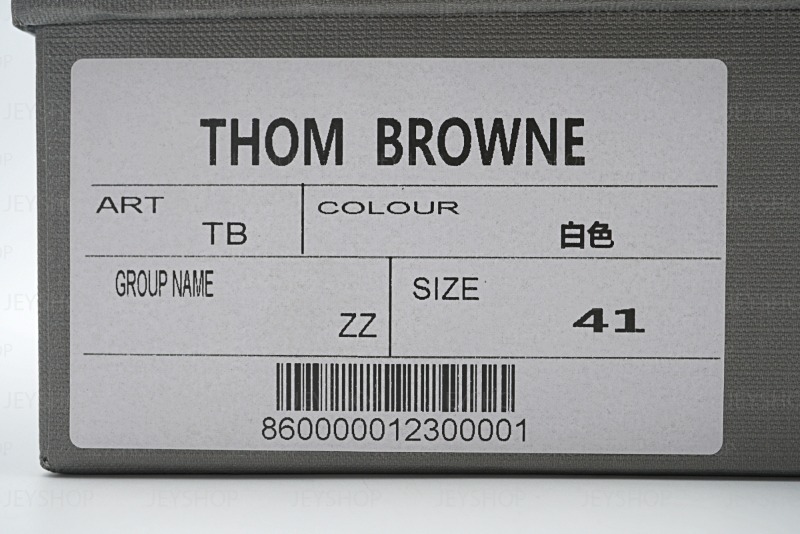 THOM BROWNE
ART
COLOUR
TB
白色
GROUP NAME
SIZE
ZZ
41
860000012300001
JEYSHOP